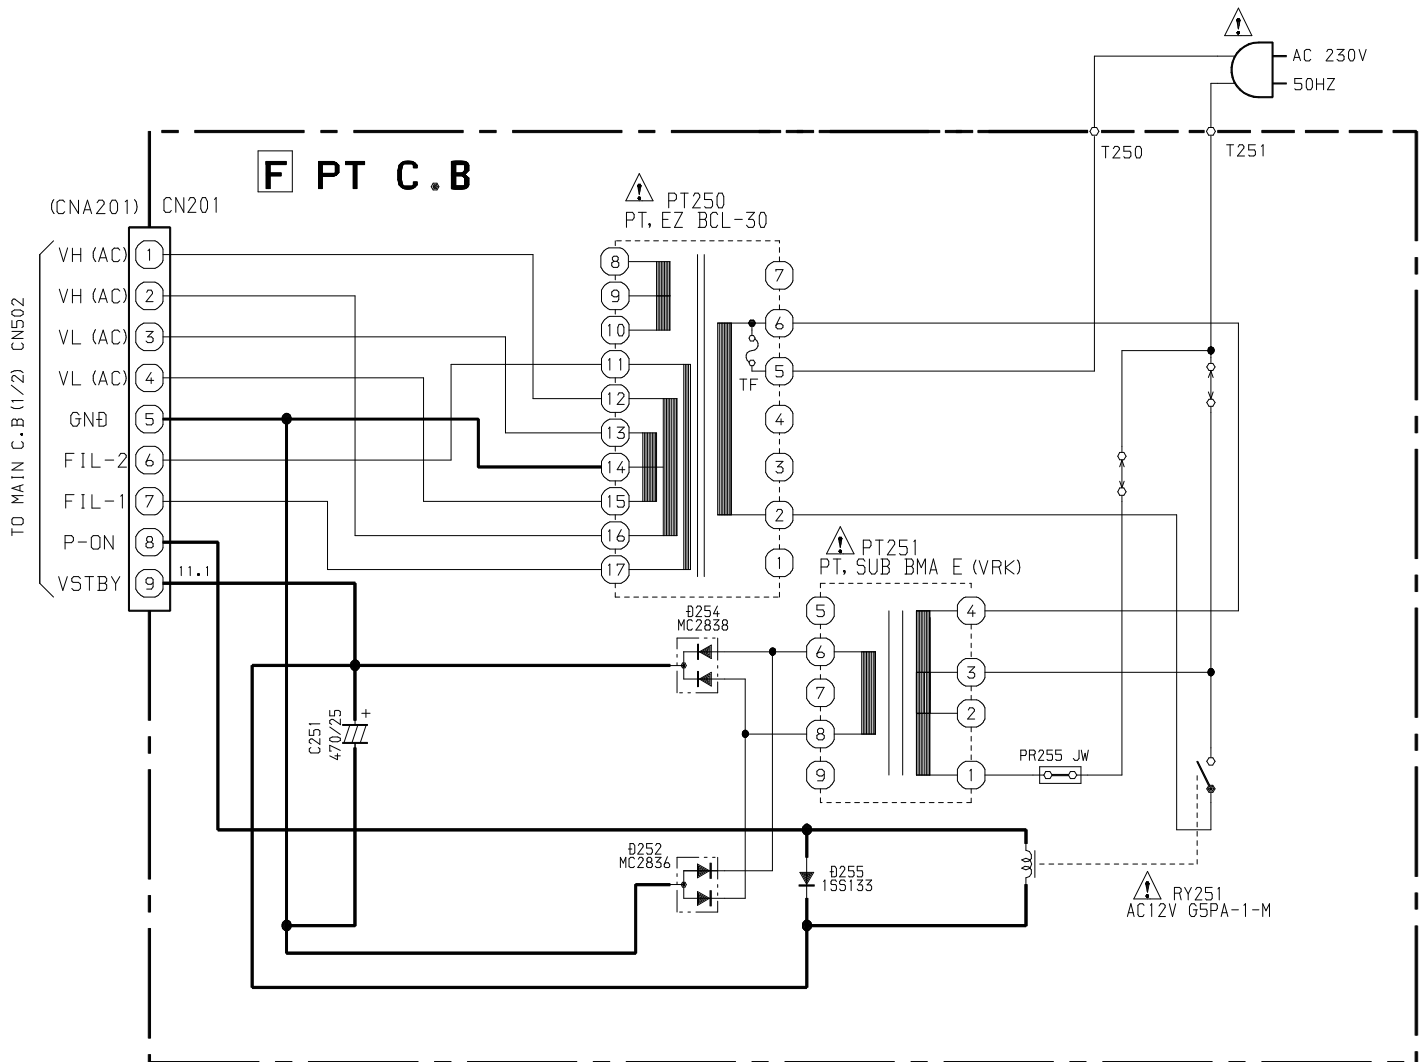 AC 230V
50HZ
T250
T251
F PT C.B
PT250
PT, EZ BCL-30
(CNA201) CN201
TO MAIN C.B (1/2) CN502
VH (AC) 1
VH (AC) 2
VL (AC) 3
VL (AC) 4
GND 5
FIL-2 6
FIL-1 7
P-ON 8
VSTBY 9
11.1
8
9
10
11
12
13
14
15
16
17
7
6
5
4
3
2
1
TF
PT251
PT, SUB BMA E (VRK)
5
6
7
8
9
4
3
2
1
PR255 JW
D254
MC2838
C251
470/25
+
D252
MC2836
D255
1SS133
RY251
AC12V G5PA-1-M